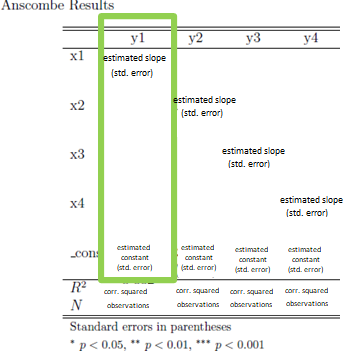 Anscombe Results
y1 y2 y3 y4
x1 estimated slope
(std. error)
x2 estimated slope
(std. error)
x3 estimated slope
(std. error)
x4 estimated slope
(std. error)
_cons estimated estimated estimated estimated
constant constant constant constant
(std. error) (std. error) (std. error) (std. error)
R² corr. squared corr. squared corr. squared corr. squared
N observations observations observations observations
Standard errors in parentheses
* p < 0.05, ** p < 0.01, *** p < 0.001